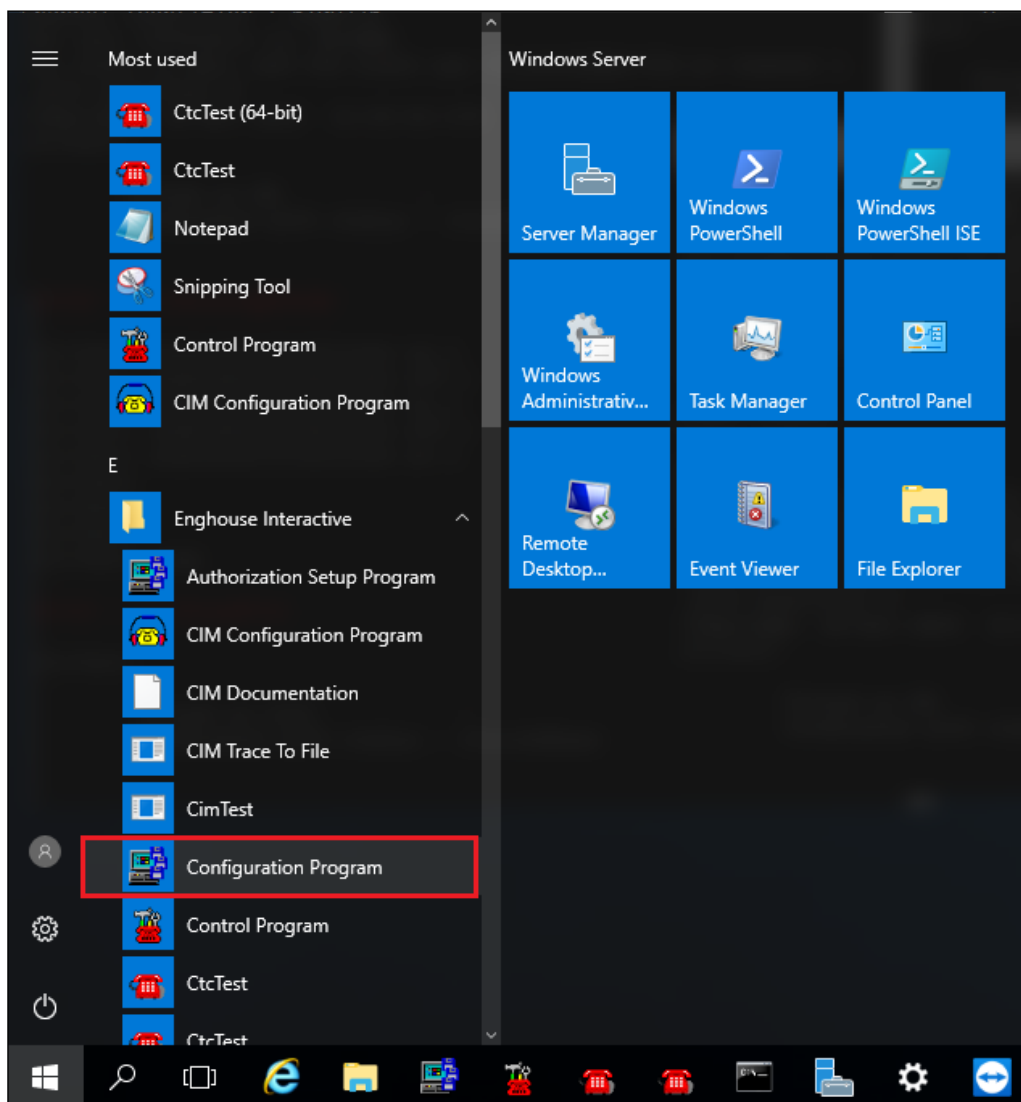 Most used
CtcTest (64-bit)
CtcTest
Notepad
Snipping Tool
Control Program
CIM Configuration Program
E
Enghouse Interactive
Authorization Setup Program
CIM Configuration Program
CIM Documentation
CIM Trace To File
CimTest
Configuration Program
Control Program
CtcTest
CtcTest
Windows Server
Server Manager
Windows
PowerShell
Windows
PowerShell ISE
Windows
Administrativ...
Task Manager
Control Panel
Remote
Desktop...
Event Viewer
File Explorer